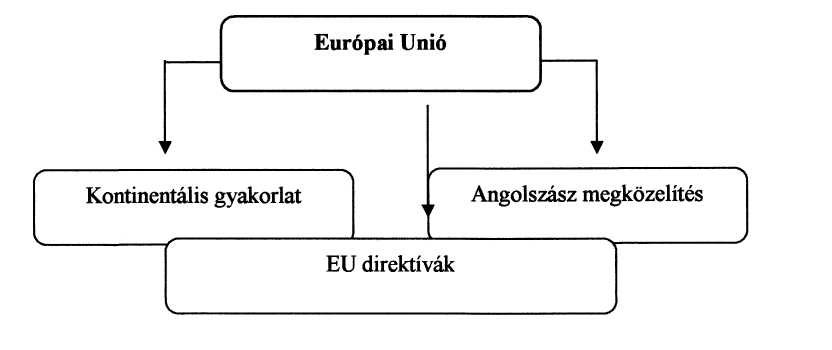 Európai Unió
Kontinentális gyakorlat
Angolszász megközelítés
EU direktívák